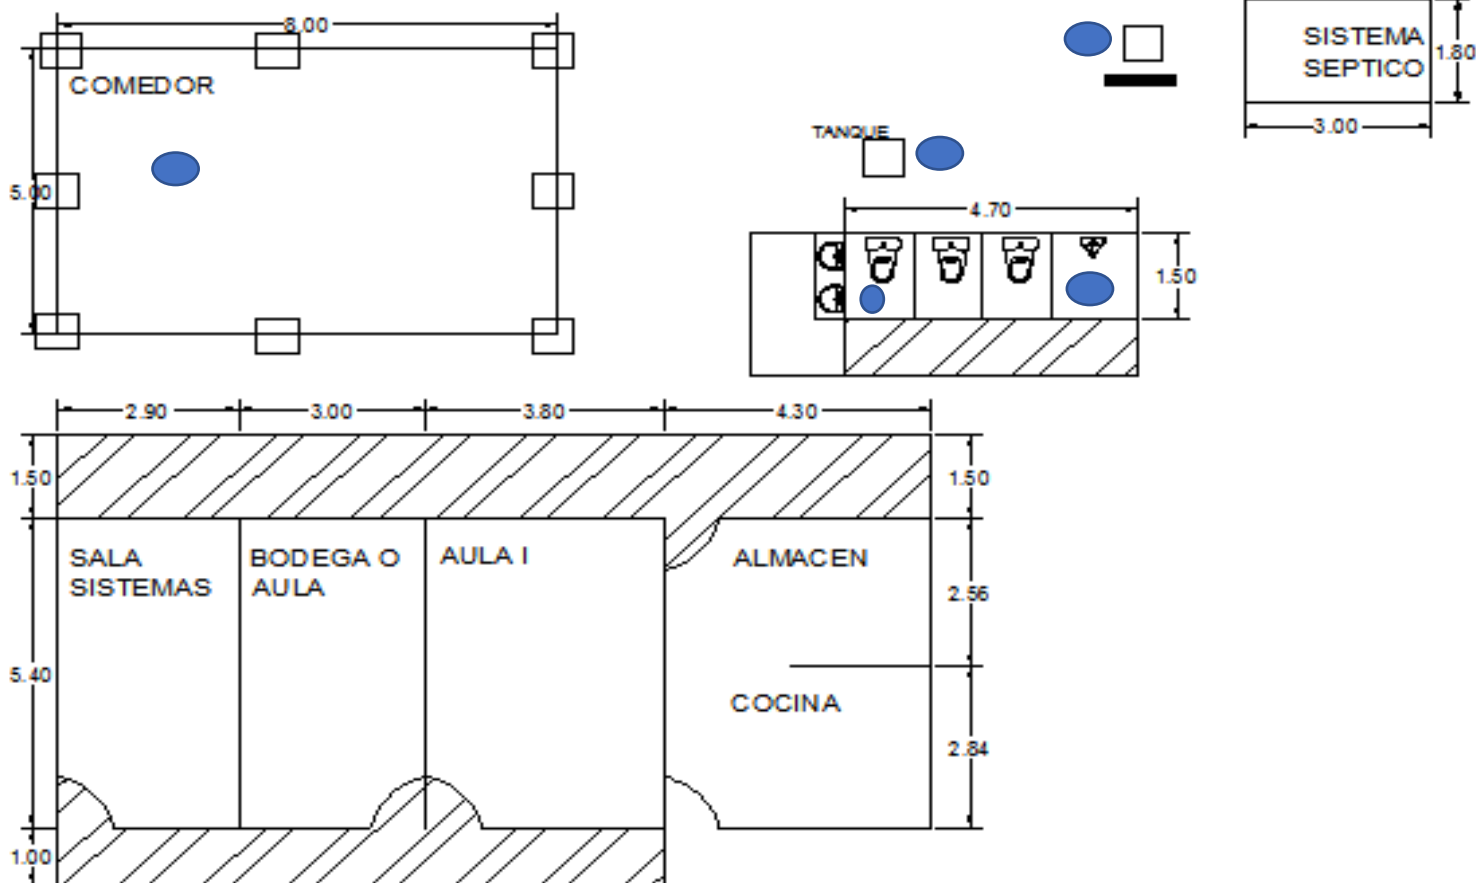 8.00
COMEDOR
5.00
SISTEMA
SEPTICO
1.80
3.00
TANQUE
4.70
1.50
2.90
3.00
3.80
4.30
1.50
1.50
SALA
SISTEMAS
BODEGA O
AULA
AULA I
ALMACEN
2.56
5.40
COCINA
2.84
1.00